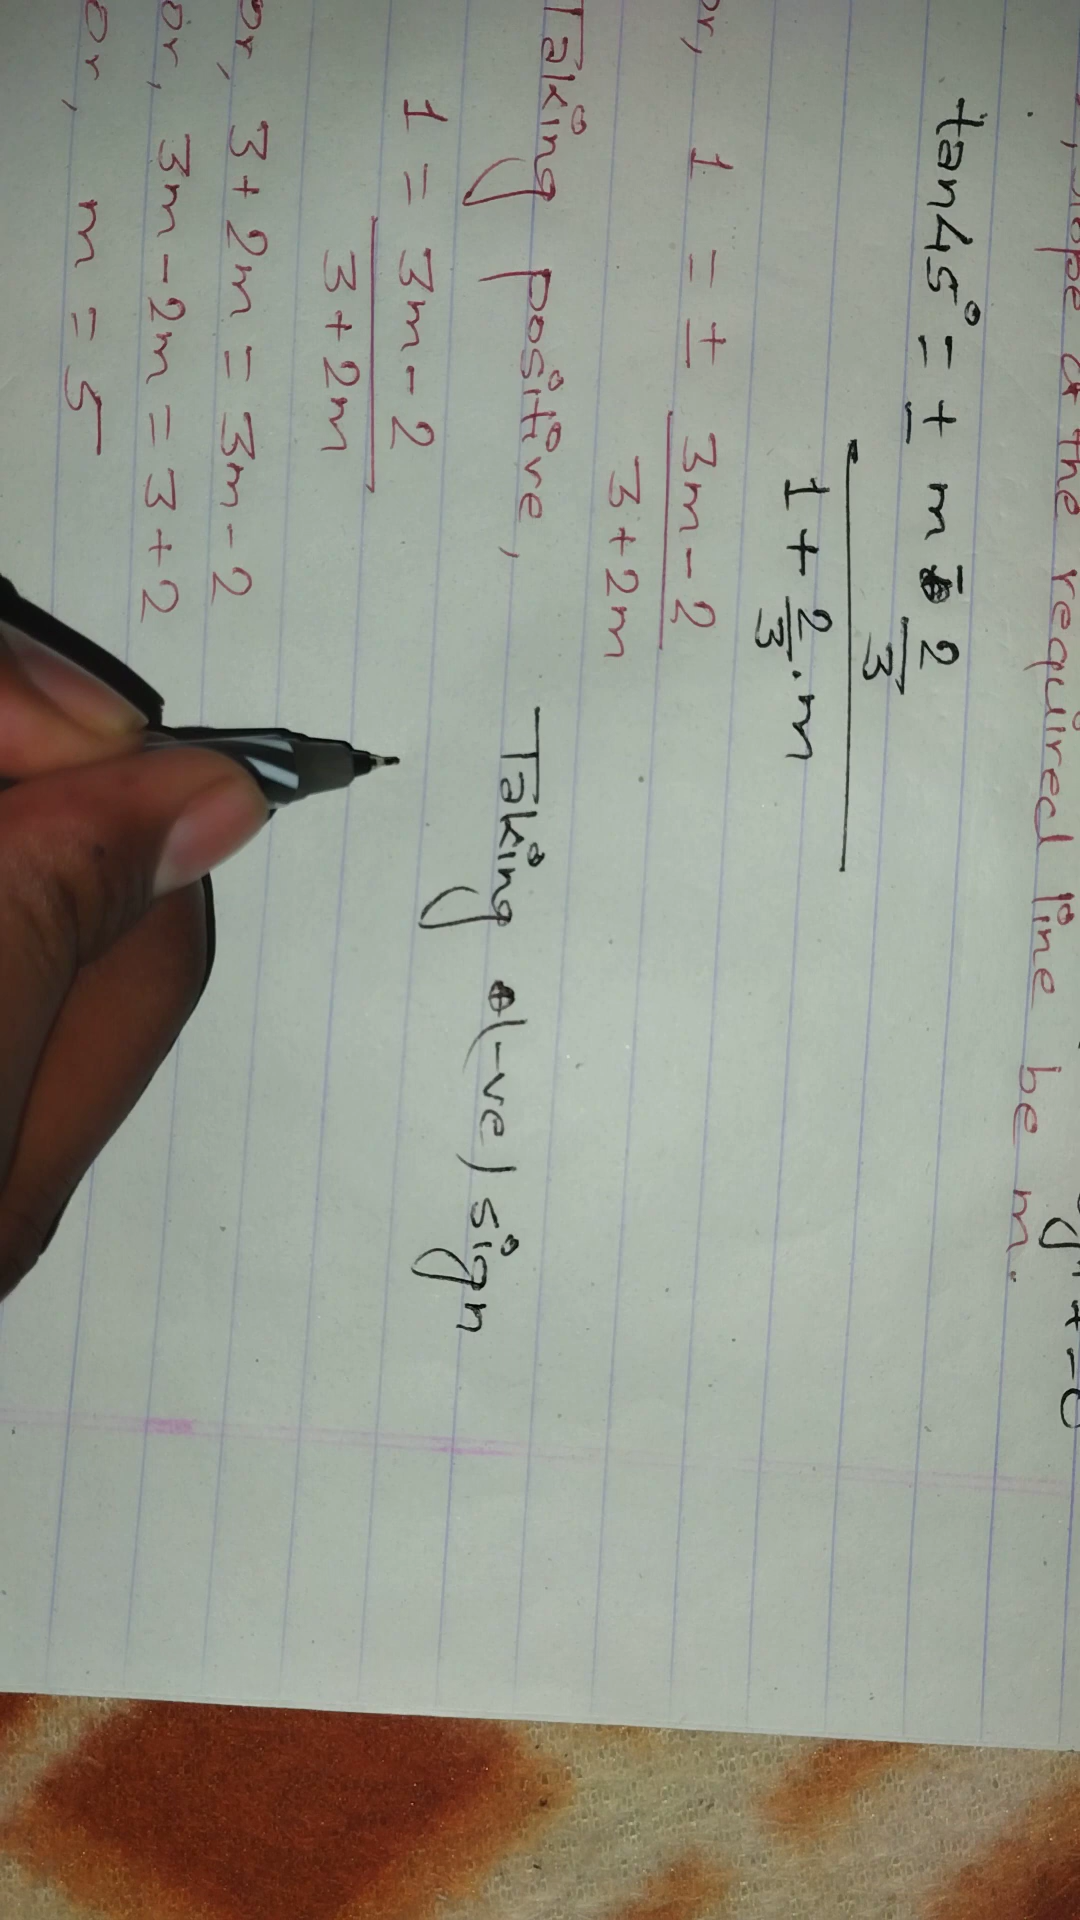 slope of the required line be m.
tan45° = ± m - 2/3
1 + 2/3 . m
or, 1 = ± 3m - 2
3 + 2m
Taking positive, Taking (-ve) sign
1 = 3m - 2
3 + 2m
or, 3 + 2m = 3m - 2
or, 3m - 2m = 3 + 2
or, m = 5